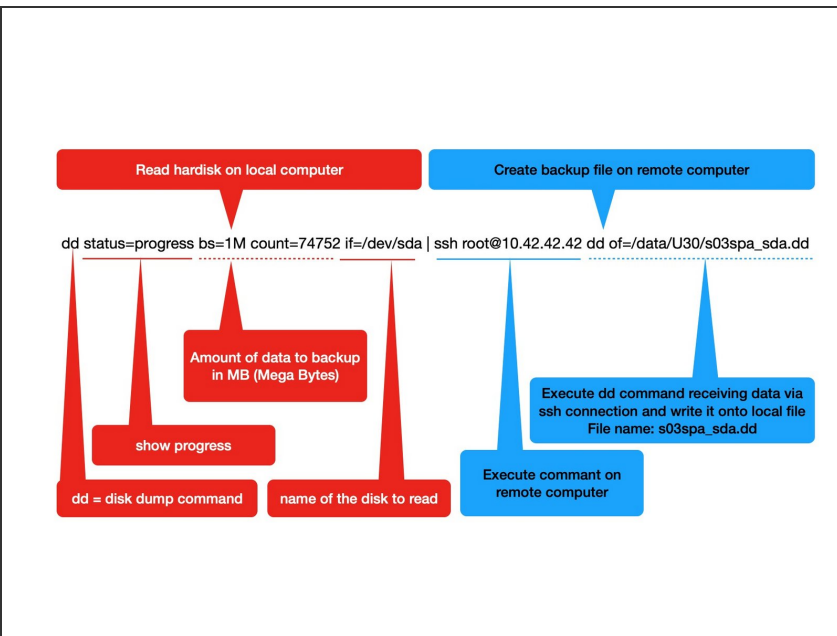 Read hardisk on local computer
Create backup file on remote computer
dd status=progress bs=1M count=74752 if=/dev/sda | ssh root@10.42.42.42 dd of=/data/U30/s03spa_sda.dd
Amount of data to backup
in MB (Mega Bytes)
Execute dd command receiving data via
ssh connection and write it onto local file
File name: s03spa_sda.dd
show progress
Execute commant on
remote computer
dd = disk dump command
name of the disk to read